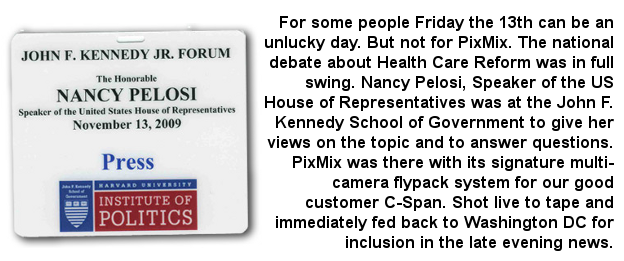 JOHN F. KENNEDY JR. FORUM
The Honorable
NANCY PELOSI
Speaker of the United States House of Representatives
November 13, 2009
Press
John F. Kennedy
School of
Government
HARVARD UNIVERSITY
INSTITUTE OF
POLITICS
For some people Friday the 13th can be an
unlucky day. But not for PixMix. The national
debate about Health Care Reform was in full
swing. Nancy Pelosi, Speaker of the US
House of Representatives was at the John F.
Kennedy School of Government to give her
views on the topic and to answer questions.
PixMix was there with its signature multi-
camera flypack system for our good
customer C-Span. Shot live to tape and
immediately fed back to Washington DC for
inclusion in the late evening news.